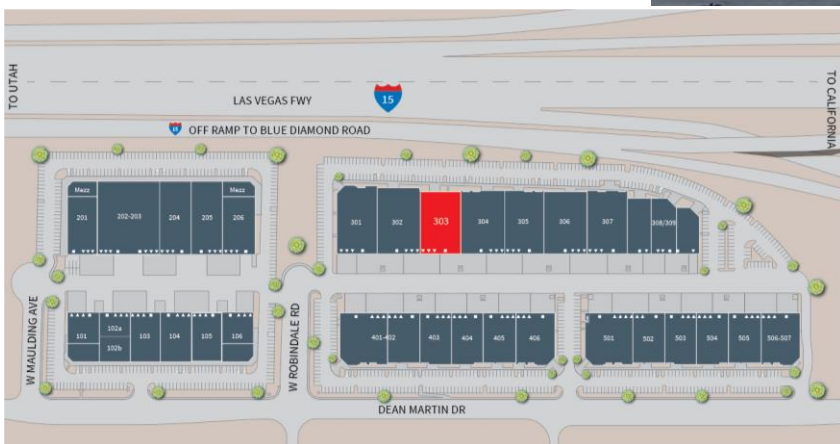 TO UTAH
LAS VEGAS FWY
15
TO CALIFORNIA
15 OFF RAMP TO BLUE DIAMOND ROAD
Mezz
Mezz
201
202-203
204
205
206
301
302
303
304
305
306
307
308/309
W MAULDING AVE
W ROBINDALE RD
101
102a
102b
103
104
105
106
401-402
403
404
405
406
501
502
503
504
505
506-507
DEAN MARTIN DR